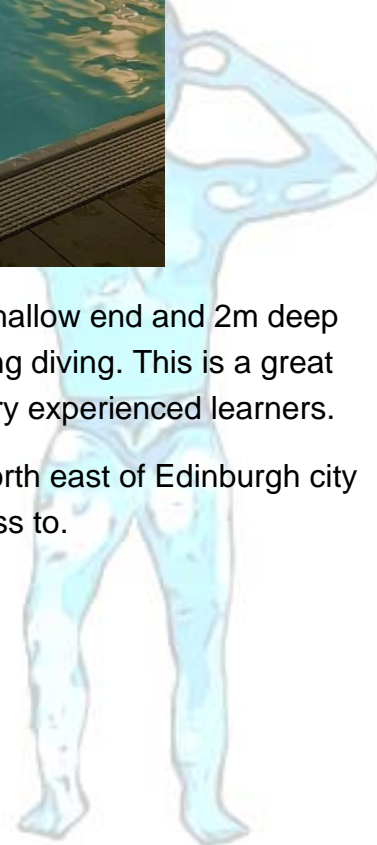 hallow end and 2m deep
ng diving. This is a great
ry experienced learners.
orth east of Edinburgh city
ss to.